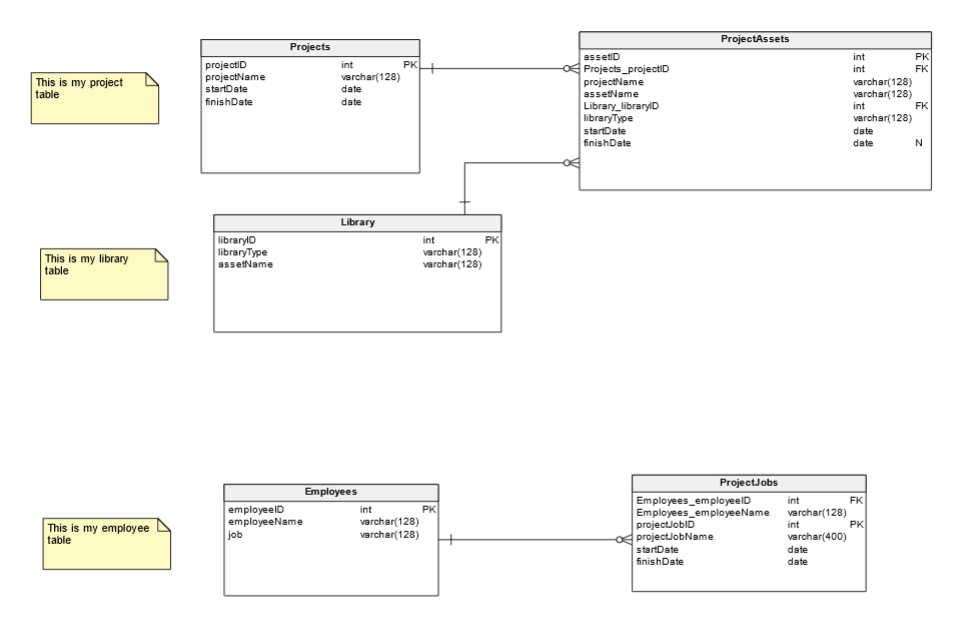 Projects
projectID int PK
projectName varchar(128)
startDate date
finishDate date
ProjectAssets
assetID int PK
Projects_projectID int FK
projectName varchar(128)
assetName varchar(128)
Library_libraryID int FK
libraryType varchar(128)
startDate date
finishDate date N
This is my project
table
Library
libraryID int PK
libraryType varchar(128)
assetName varchar(128)
This is my library
table
Employees
employeeID int PK
employeeName varchar(128)
job varchar(128)
ProjectJobs
Employees_employeeID int FK
Employees_employeeName varchar(128)
projectJobID int PK
projectJobName varchar(400)
startDate date
finishDate date
This is my employee
table